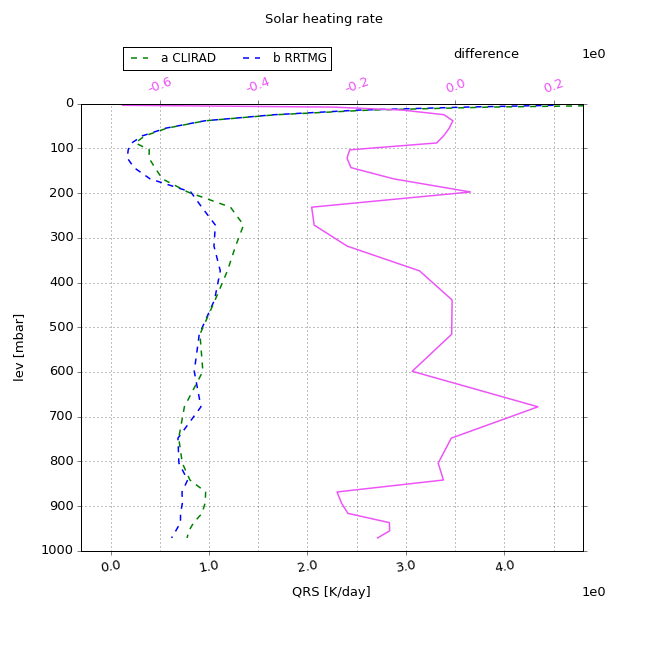 Solar heating rate
a CLIRAD b RRTMG
difference 1e0
-0.6 -0.4 -0.2 0.0 0.2
0
100
200
300
400
500
600
700
800
900
1000
lev [mbar]
0.0 1.0 2.0 3.0 4.0
QRS [K/day] 1e0